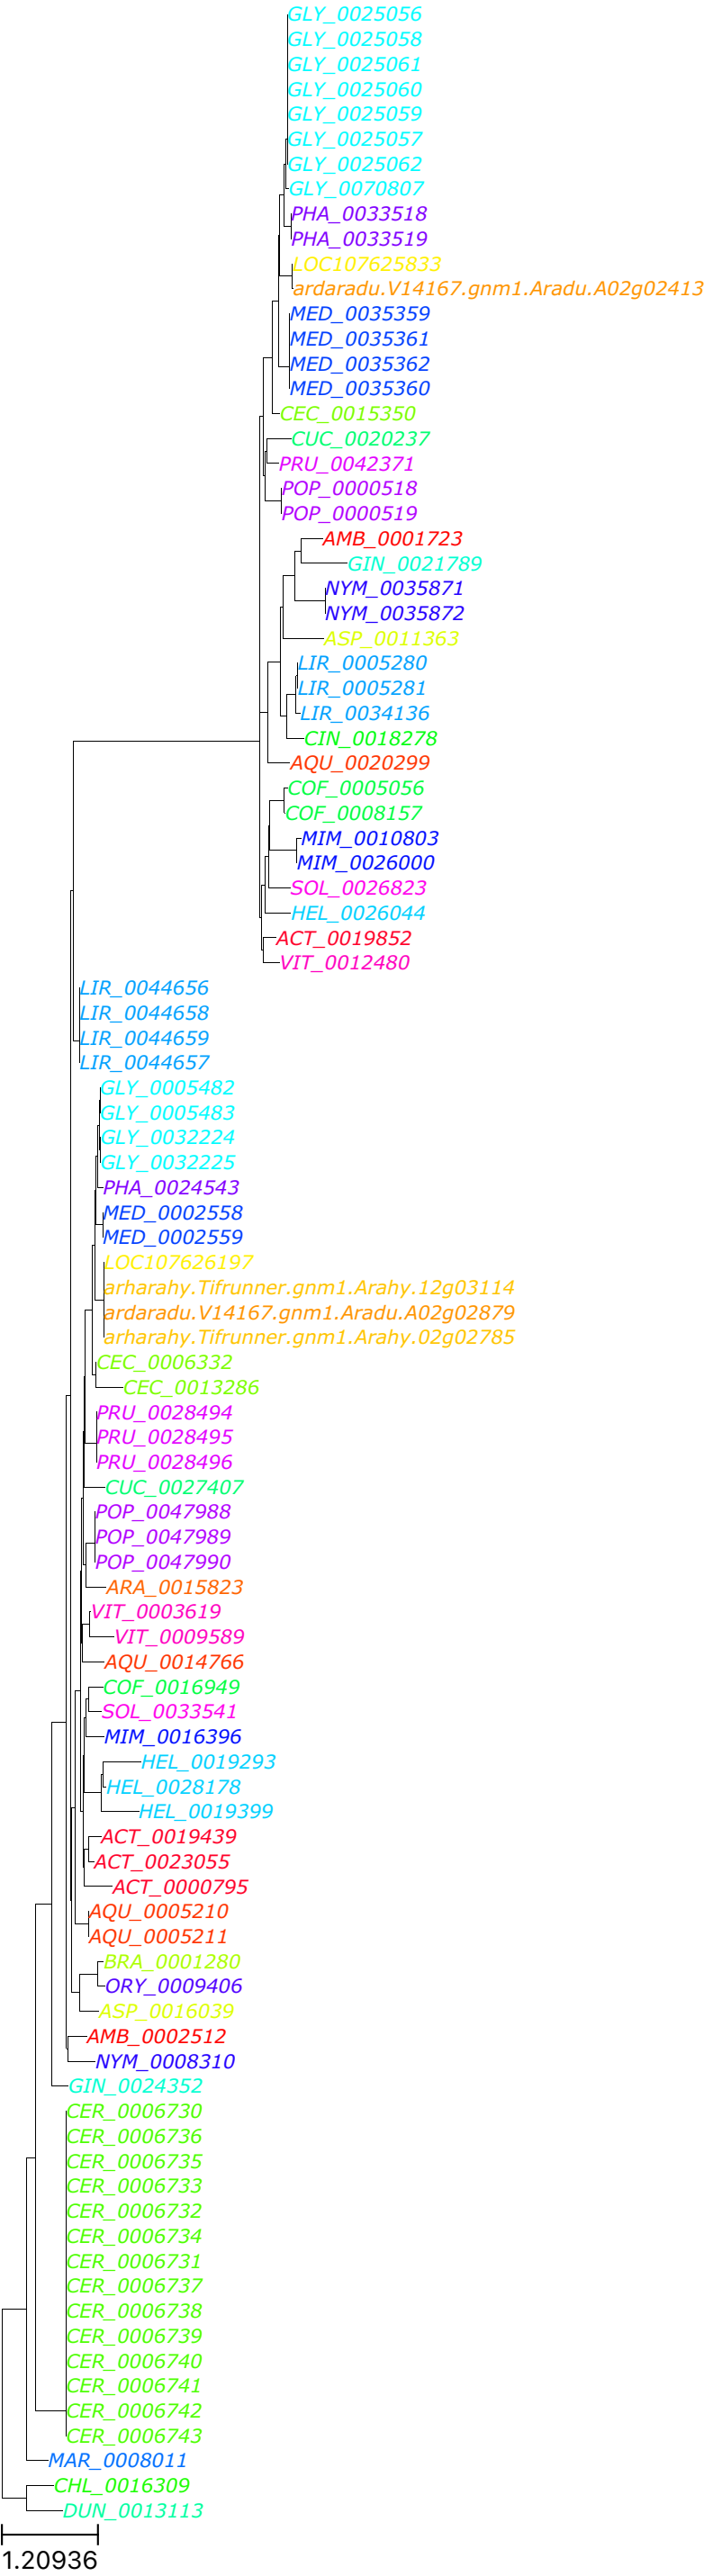 GLY_0025056
GLY_0025058
GLY_0025061
GLY_0025060
GLY_0025059
GLY_0025057
GLY_0025062
GLY_0070807
PHA_0033518
PHA_0033519
LOC107625833
ardaradu.V14167.gnm1.Aradu.A02g02413
MED_0035359
MED_0035361
MED_0035362
MED_0035360
CEC_0015350
CUC_0020237
PRU_0042371
POP_0000518
POP_0000519
AMB_0001723
GIN_0021789
NYM_0035871
NYM_0035872
ASP_0011363
LIR_0005280
LIR_0005281
LIR_0034136
CIN_0018278
AQU_0020299
COF_0005056
COF_0008157
MIM_0010803
MIM_0026000
SOL_0026823
HEL_0026044
ACT_0019852
VIT_0012480
LIR_0044656
LIR_0044658
LIR_0044659
LIR_0044657
GLY_0005482
GLY_0005483
GLY_0032224
GLY_0032225
PHA_0024543
MED_0002558
MED_0002559
LOC107626197
arharahy.Tifrunner.gnm1.Arahy.12g03114
ardaradu.V14167.gnm1.Aradu.A02g02879
arharahy.Tifrunner.gnm1.Arahy.02g02785
CEC_0006332
CEC_0013286
PRU_0028494
PRU_0028495
PRU_0028496
CUC_0027407
POP_0047988
POP_0047989
POP_0047990
ARA_0015823
VIT_0003619
VIT_0009589
AQU_0014766
COF_0016949
SOL_0033541
MIM_0016396
HEL_0019293
HEL_0028178
HEL_0019399
ACT_0019439
ACT_0023055
ACT_0000795
AQU_0005210
AQU_0005211
BRA_0001280
ORY_0009406
ASP_0016039
AMB_0002512
NYM_0008310
GIN_0024352
CER_0006730
CER_0006736
CER_0006735
CER_0006733
CER_0006732
CER_0006734
CER_0006731
CER_0006737
CER_0006738
CER_0006739
CER_0006740
CER_0006741
CER_0006742
CER_0006743
MAR_0008011
CHL_0016309
DUN_0013113
1.20936